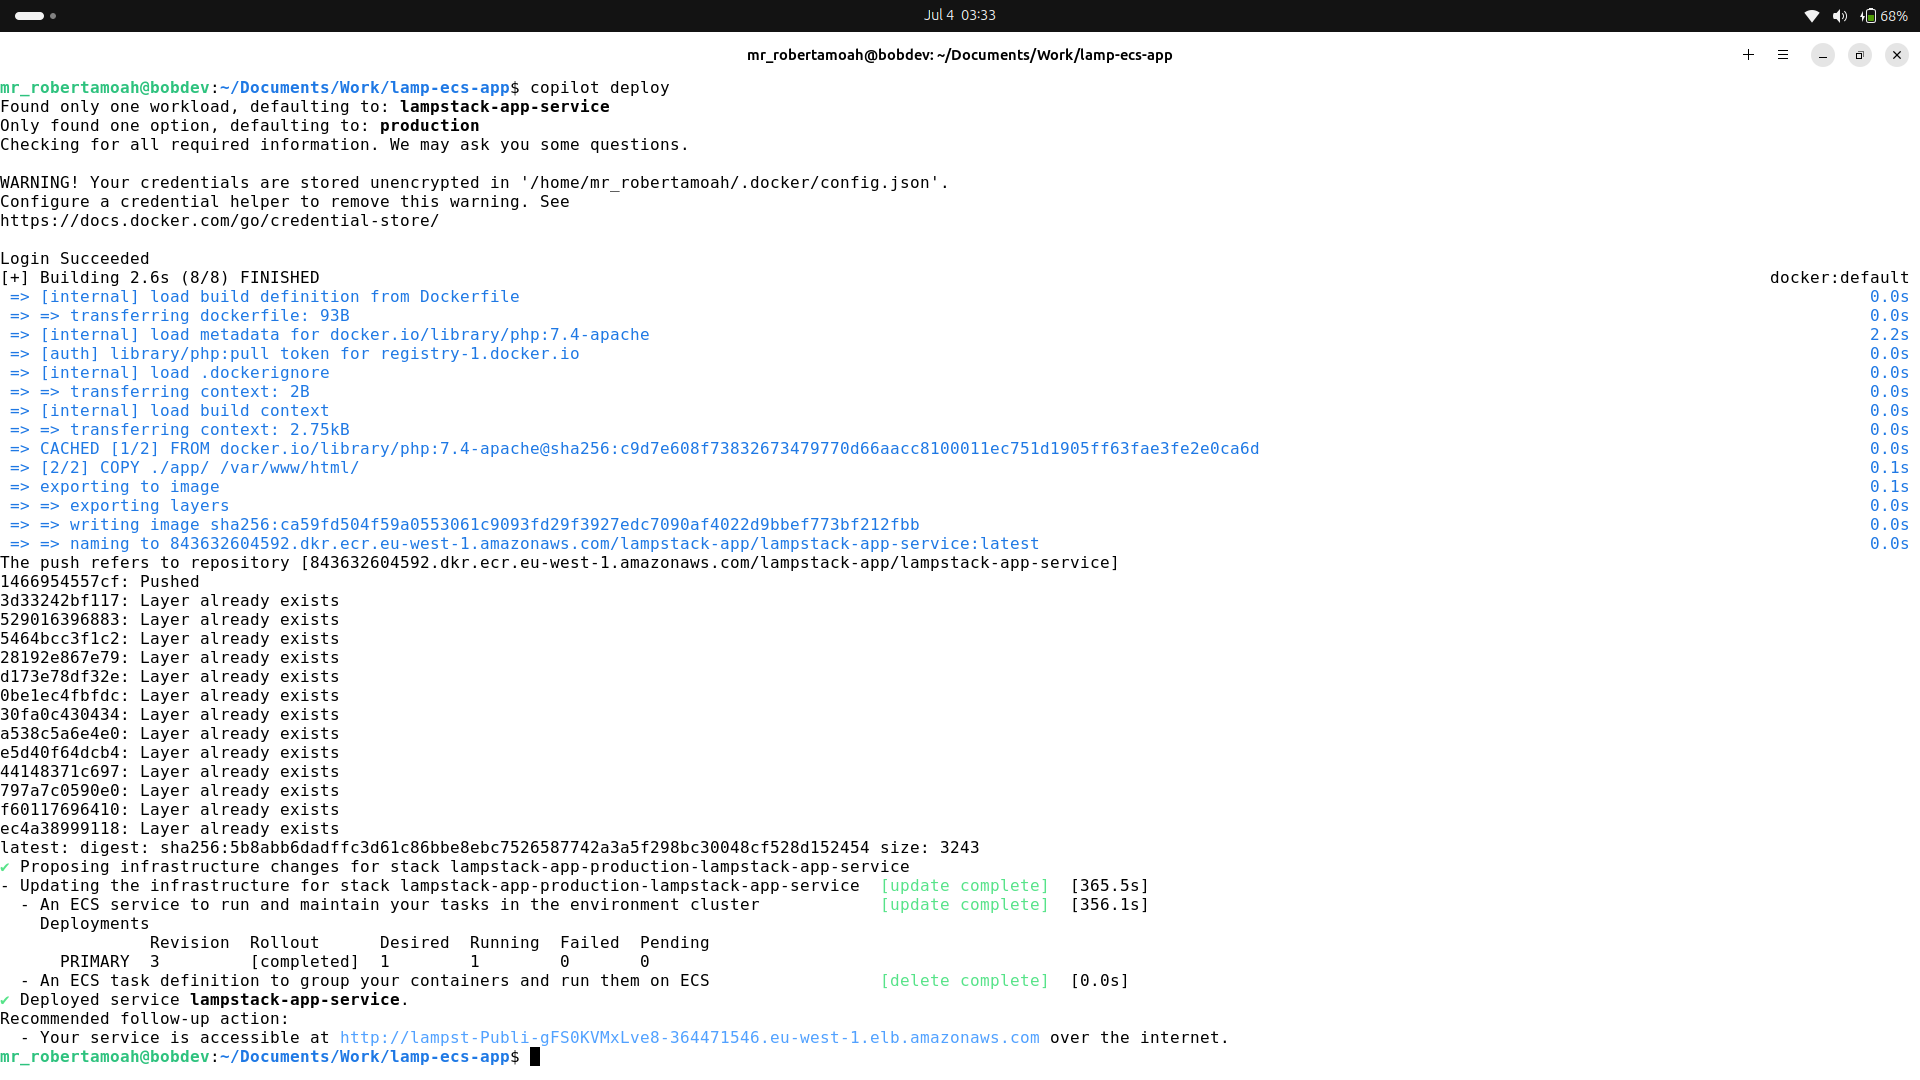 Jul 4 03:33
68%
mr_robertamoah@bobdev: ~/Documents/Work/lamp-ecs-app
mr_robertamoah@bobdev:~/Documents/Work/lamp-ecs-app$ copilot deploy
Found only one workload, defaulting to: lampstack-app-service
Only found one option, defaulting to: production
Checking for all required information. We may ask you some questions.
WARNING! Your credentials are stored unencrypted in '/home/mr_robertamoah/.docker/config.json'.
Configure a credential helper to remove this warning. See
https://docs.docker.com/go/credential-store/
Login Succeeded
[+] Building 2.6s (8/8) FINISHED docker:default
=> [internal] load build definition from Dockerfile 0.0s
=> => transferring dockerfile: 93B 0.0s
=> [internal] load metadata for docker.io/library/php:7.4-apache 2.2s
=> [auth] library/php:pull token for registry-1.docker.io 0.0s
=> [internal] load .dockerignore 0.0s
=> => transferring context: 2B 0.0s
=> [internal] load build context 0.0s
=> => transferring context: 2.75kB 0.0s
=> CACHED [1/2] FROM docker.io/library/php:7.4-apache@sha256:c9d7e608f73832673479770d66aacc8100011ec751d1905ff63fae3fe2e0ca6d 0.0s
=> [2/2] COPY ./app/ /var/www/html/ 0.1s
=> exporting to image 0.1s
=> => exporting layers 0.0s
=> => writing image sha256:ca59fd504f59a0553061c9093fd29f3927edc7090af4022d9bbef773bf212fbb 0.0s
=> => naming to 843632604592.dkr.ecr.eu-west-1.amazonaws.com/lampstack-app/lampstack-app-service:latest 0.0s
The push refers to repository [843632604592.dkr.ecr.eu-west-1.amazonaws.com/lampstack-app/lampstack-app-service]
1466954557cf: Pushed
3d33242bf117: Layer already exists
529016396883: Layer already exists
5464bcc3f1c2: Layer already exists
28192e867e79: Layer already exists
d173e78df32e: Layer already exists
0be1ec4fbfdc: Layer already exists
30fa0c430434: Layer already exists
a538c5a6e4e0: Layer already exists
e5d40f64dcb4: Layer already exists
44148371c697: Layer already exists
797a7c0590e0: Layer already exists
f60117696410: Layer already exists
ec4a38999118: Layer already exists
latest: digest: sha256:5b8abb6dadffc3d61c86bbe8ebc7526587742a3a5f298bc30048cf528d152454 size: 3243
✔ Proposing infrastructure changes for stack lampstack-app-production-lampstack-app-service
- Updating the infrastructure for stack lampstack-app-production-lampstack-app-service [update complete] [365.5s]
- An ECS service to run and maintain your tasks in the environment cluster [update complete] [356.1s]
Deployments
Revision Rollout Desired Running Failed Pending
PRIMARY 3 [completed] 1 1 0 0
- An ECS task definition to group your containers and run them on ECS [delete complete] [0.0s]
✔ Deployed service lampstack-app-service.
Recommended follow-up action:
- Your service is accessible at http://lampst-Publi-gFS0KVMxLve8-364471546.eu-west-1.elb.amazonaws.com over the internet.
mr_robertamoah@bobdev:~/Documents/Work/lamp-ecs-app$